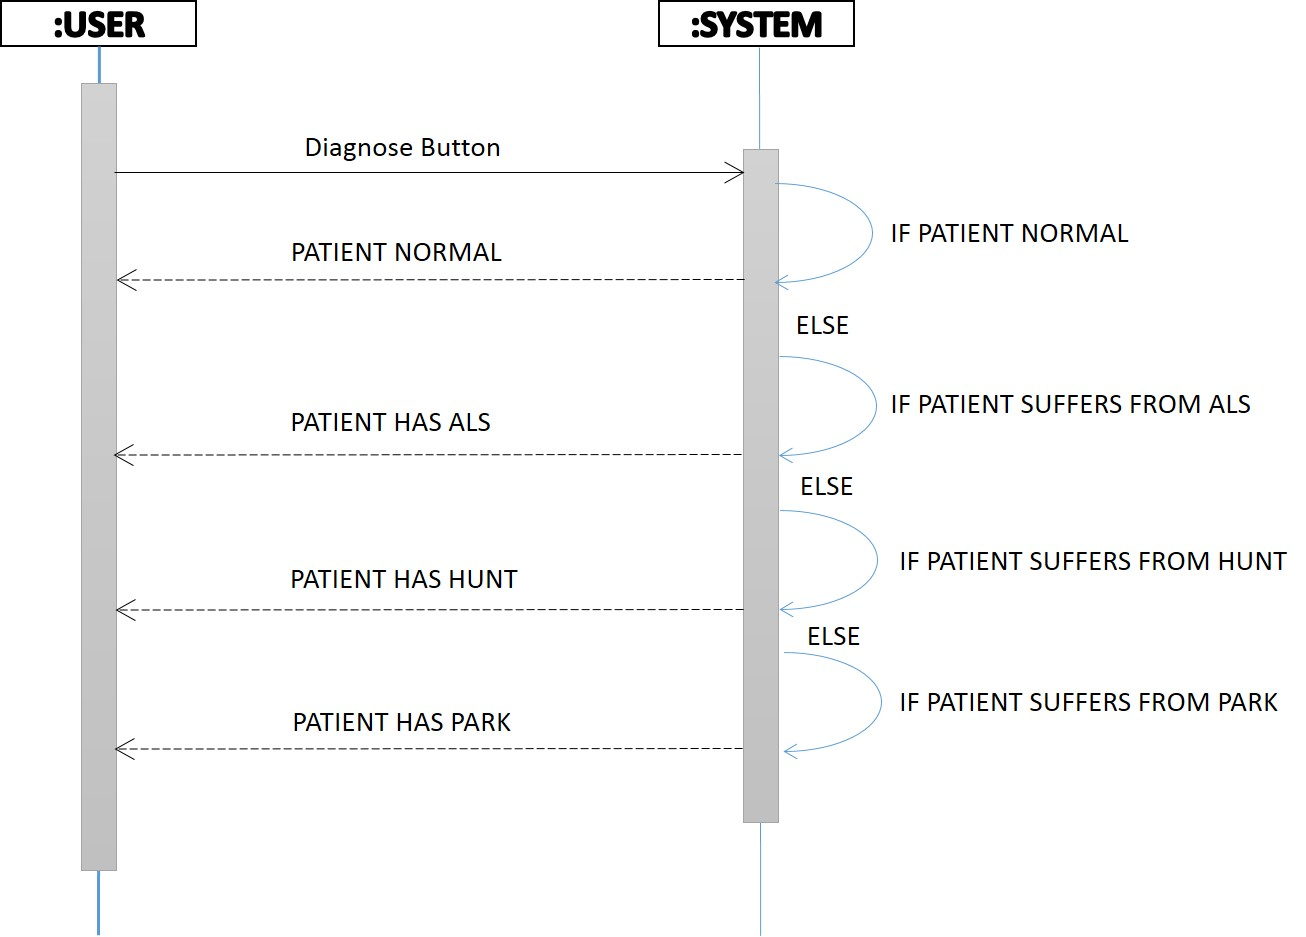 :USER
:SYSTEM
Diagnose Button
IF PATIENT NORMAL
PATIENT NORMAL
ELSE
IF PATIENT SUFFERS FROM ALS
PATIENT HAS ALS
ELSE
IF PATIENT SUFFERS FROM HUNT
PATIENT HAS HUNT
ELSE
IF PATIENT SUFFERS FROM PARK
PATIENT HAS PARK